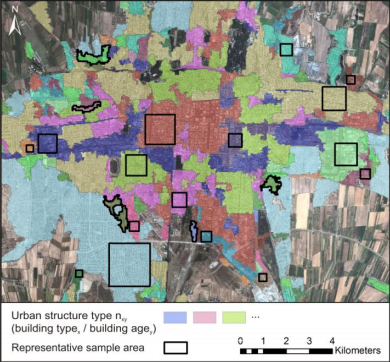 N
Urban structure type nxy
(building typex / building agey)
...
Representative sample area
0 1 2 3 4
Kilometers